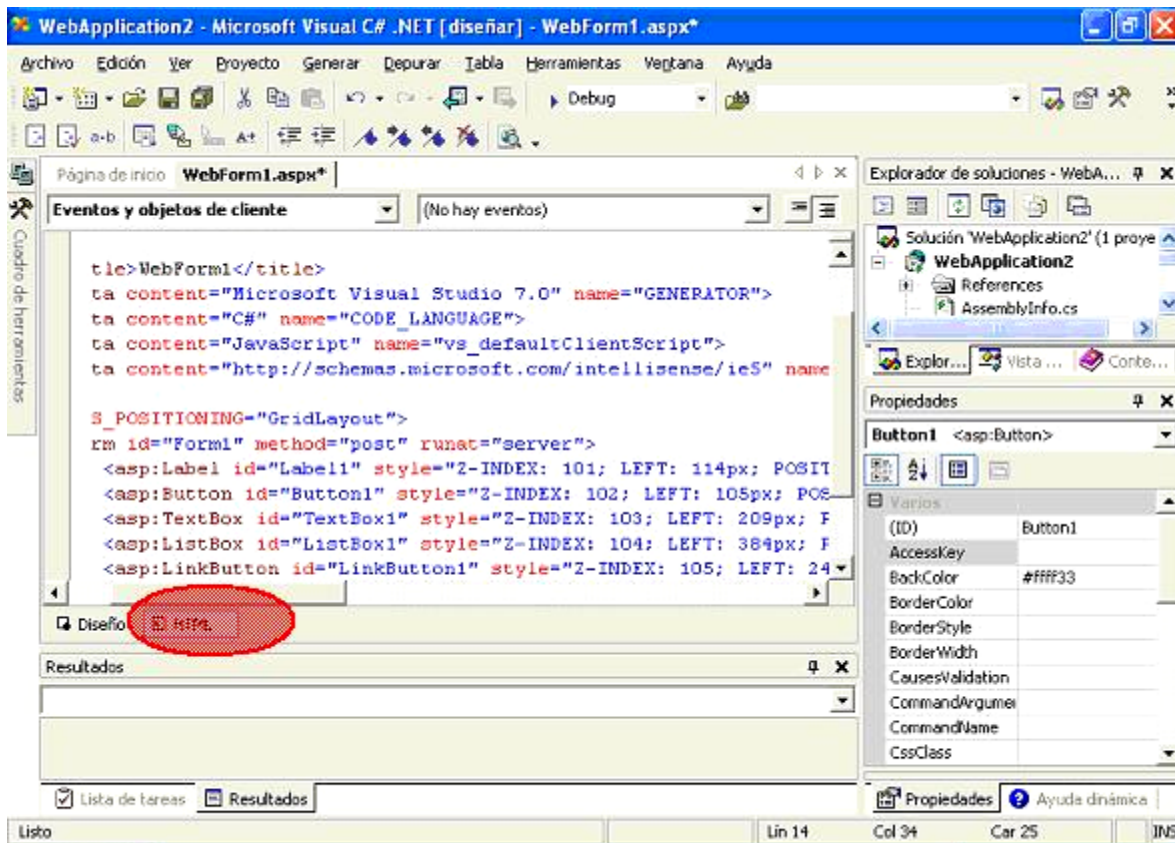 WebApplication2 - Microsoft Visual C# .NET [diseñar] - WebForm1.aspx*
Archivo Edición Ver Proyecto Generar Depurar Tabla Herramientas Ventana Ayuda
Debug
Página de inicio WebForm1.aspx*
Eventos y objetos de cliente (No hay eventos)
Cuadro de herramientas
tle>WebForm1</title>
ta content="Microsoft Visual Studio 7.0" name="GENERATOR">
ta content="C#" name="CODE_LANGUAGE">
ta content="JavaScript" name="vs_defaultClientScript">
ta content="http://schemas.microsoft.com/intellisense/ie5" name
S_POSITIONING="GridLayout">
rm id="Form1" method="post" runat="server">
<asp:Label id="Label1" style="Z-INDEX: 101; LEFT: 114px; POSIT
<asp:Button id="Button1" style="Z-INDEX: 102; LEFT: 105px; POS
<asp:TextBox id="TextBox1" style="Z-INDEX: 103; LEFT: 209px; P
<asp:ListBox id="ListBox1" style="Z-INDEX: 104; LEFT: 384px; P
<asp:LinkButton id="LinkButton1" style="Z-INDEX: 105; LEFT: 24
Diseño HTML
Resultados
Lista de tareas Resultados
Explorador de soluciones - WebA...
Solución 'WebApplication2' (1 proye
WebApplication2
References
AssemblyInfo.cs
Explor... Vista ... Conte...
Propiedades
Button1 <asp:Button>
Varios
(ID) Button1
AccessKey
BackColor #ffff33
BorderColor
BorderStyle
BorderWidth
CausesValidation
CommandArgumen
CommandName
CssClass
Propiedades Ayuda dinámica
Listo Lín 14 Col 34 Car 25 INS